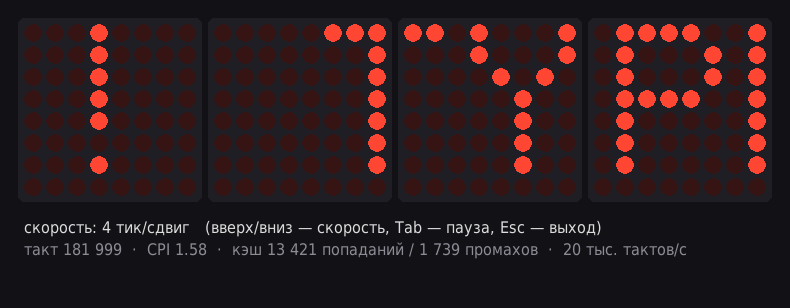 ! TYP
скорость: 4 тик/сдвиг (вверх/вниз — скорость, Tab — пауза, Esc — выход)
такт 181 999 · CPI 1.58 · кэш 13 421 попаданий / 1 739 промахов · 20 тыс. тактов/с